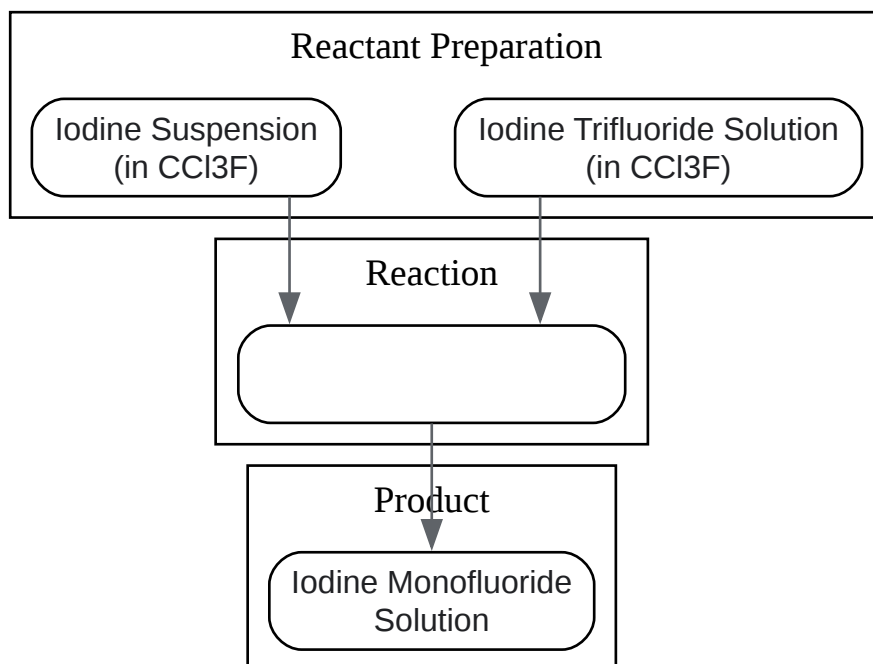 Reactant Preparation
Iodine Suspension
(in CCl3F)
Iodine Trifluoride Solution
(in CCl3F)
Reaction
Product
Iodine Monofluoride
Solution